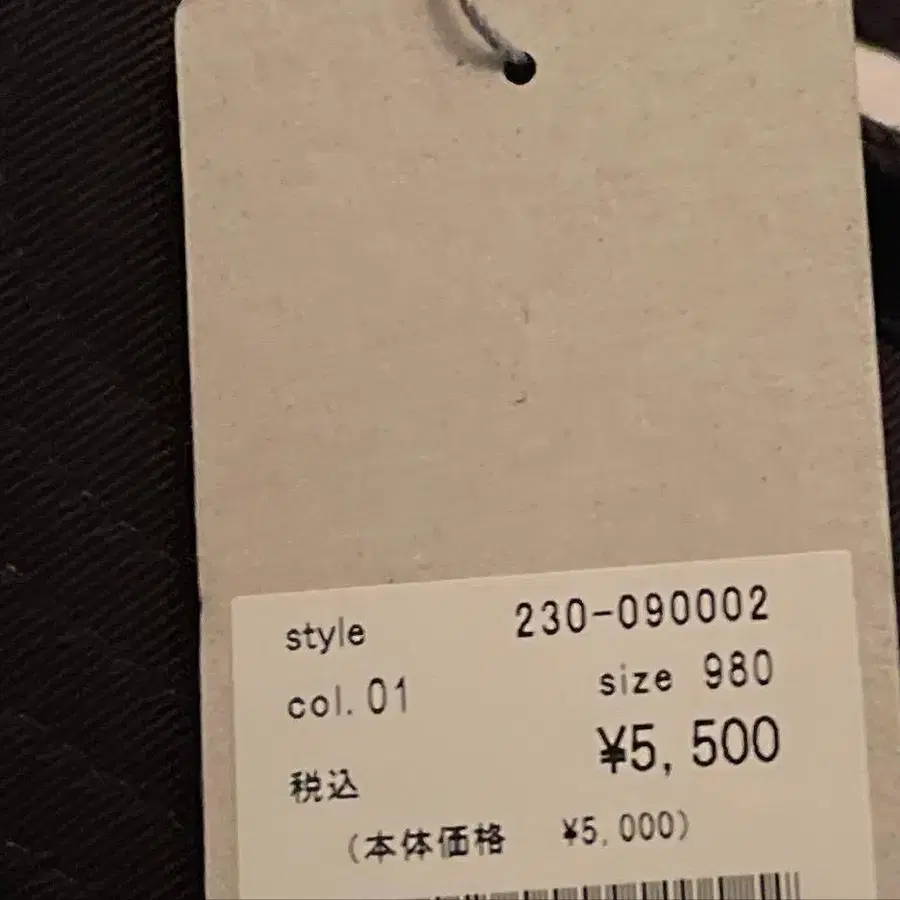 style 230-090002
col.01 size 980
税込 ¥5,500
(本体価格 ¥5,000)